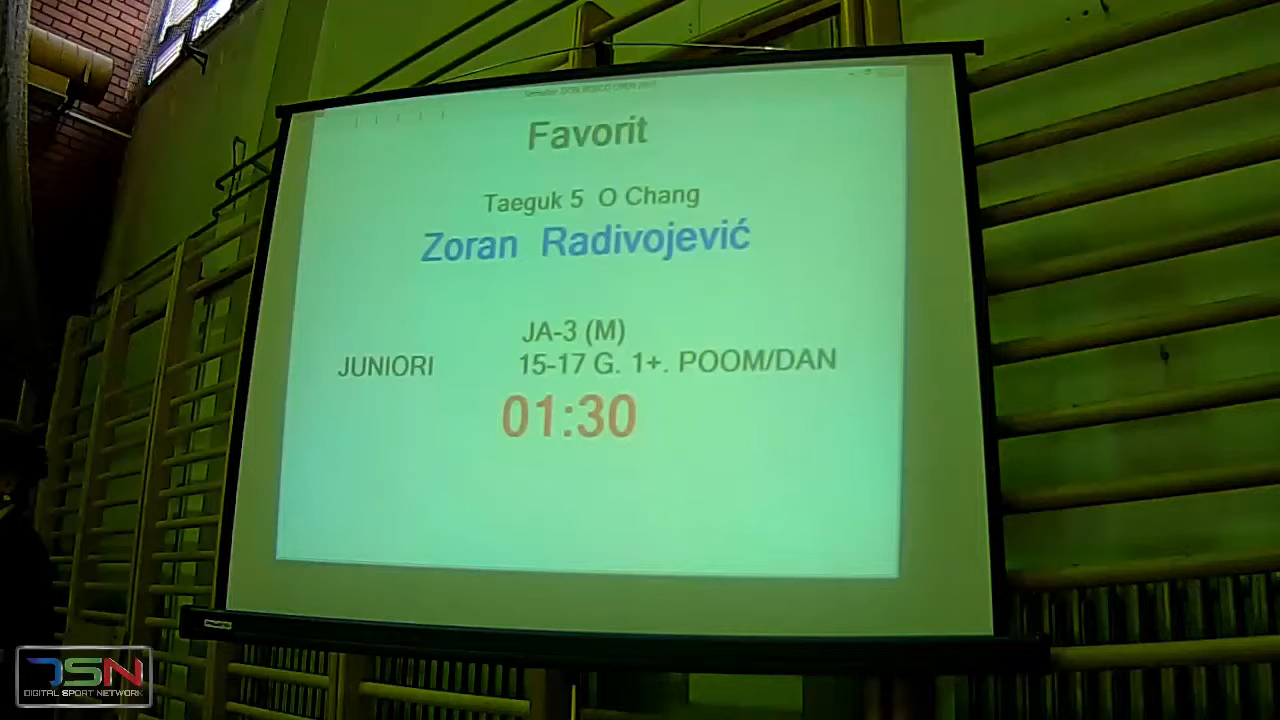 Favorit
Taeguk 5 O Chang
Zoran Radivojević
JA-3 (M)
JUNIORI 15-17 G. 1+. POOM/DAN
01:30
DSN
DIGITAL SPORT NETWORK